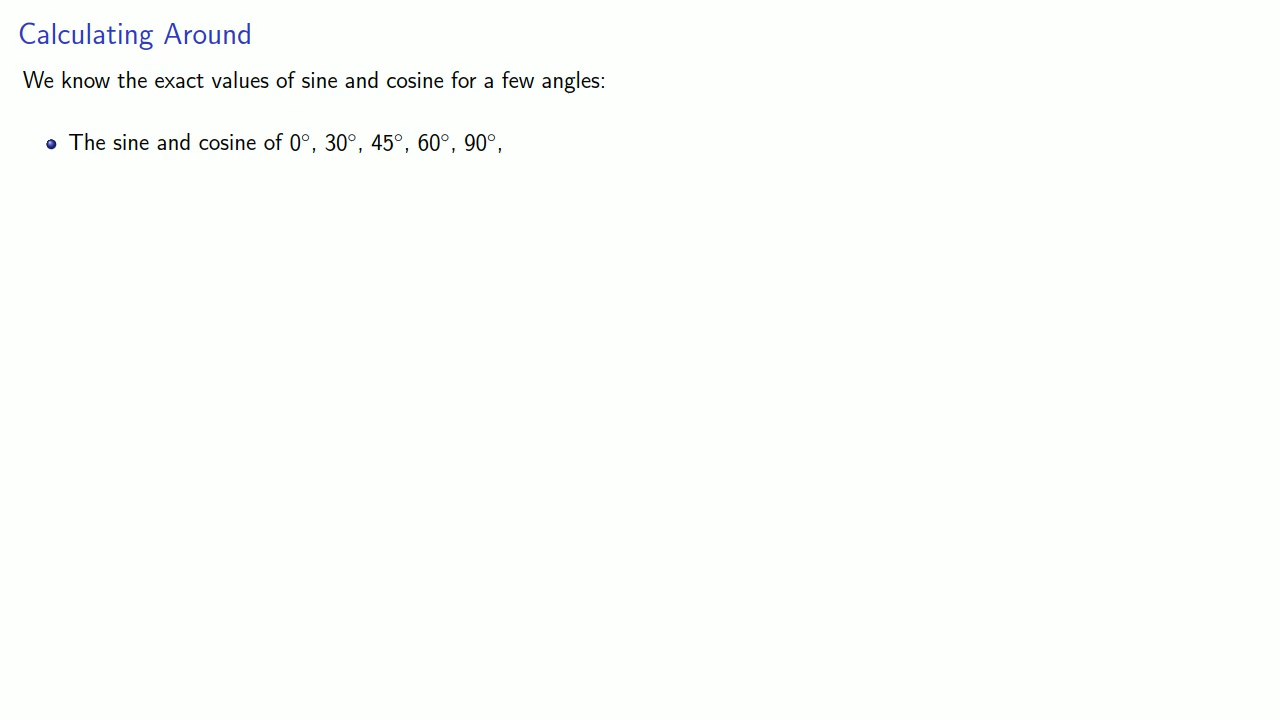 Calculating Around
We know the exact values of sine and cosine for a few angles:
The sine and cosine of 0°, 30°, 45°, 60°, 90°,